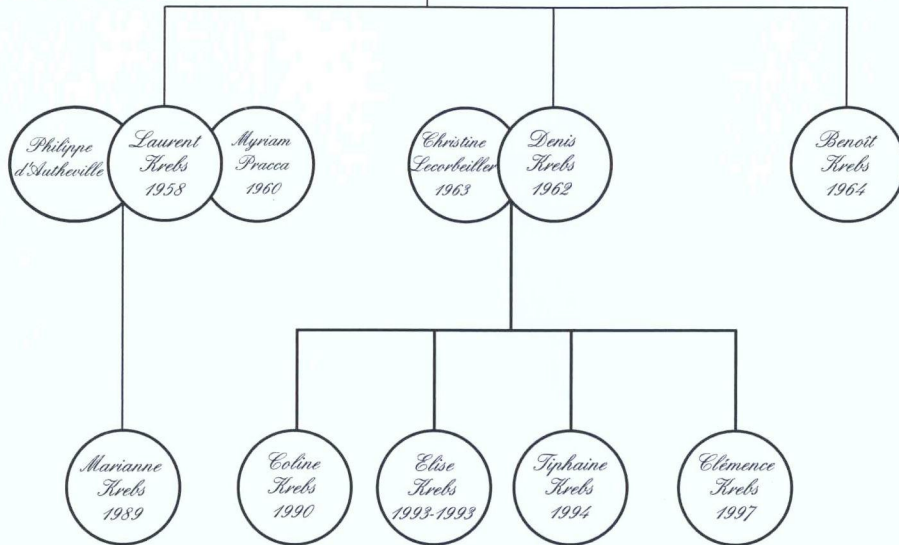 Philippe
d'Autheville
Laurent
Krebs
1958
Myriam
Pracca
1960
Christine
Lecorbeiller
1963
Denis
Krebs
1962
Benoît
Krebs
1964
Marianne
Krebs
1989
Coline
Krebs
1990
Elise
Krebs
1993-1993
Tiphaine
Krebs
1994
Clémence
Krebs
1997